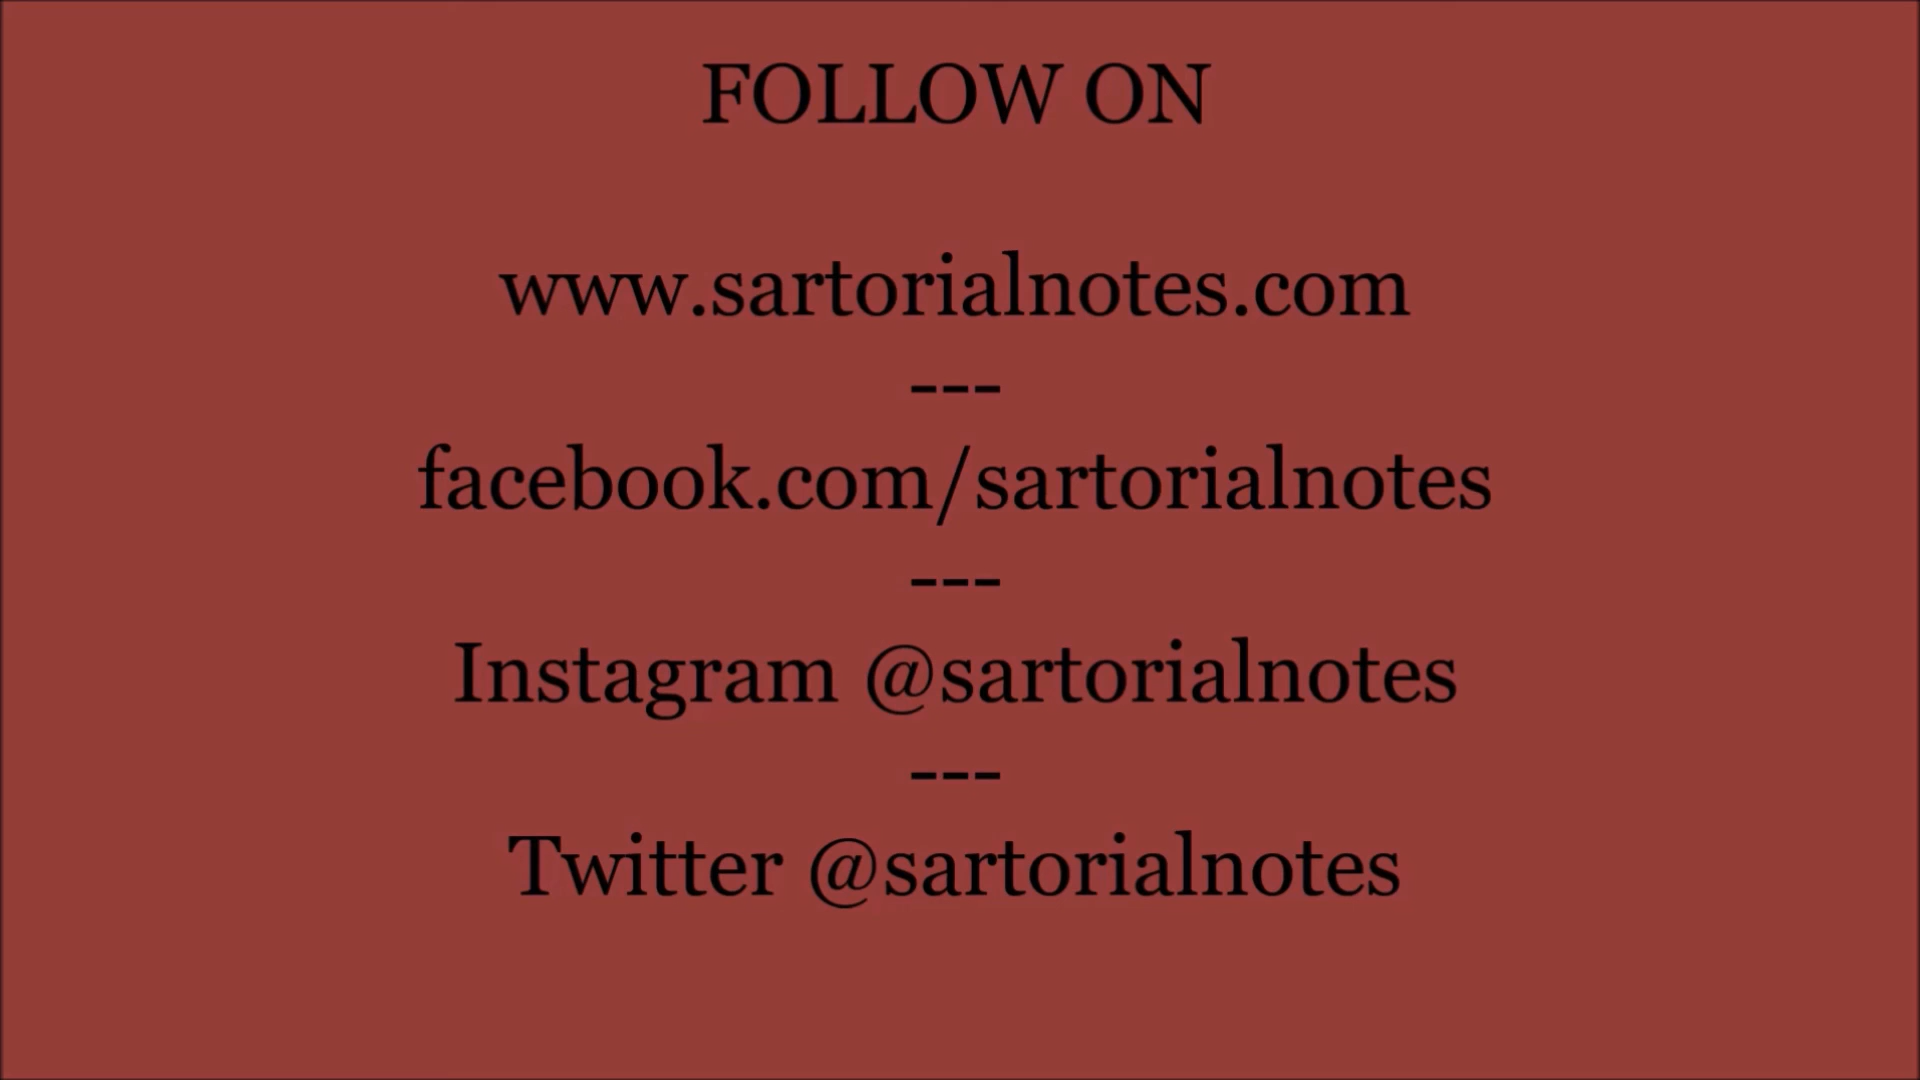 FOLLOW ON
www.sartorialnotes.com
---
facebook.com/sartorialnotes
---
Instagram @sartorialnotes
---
Twitter @sartorialnotes